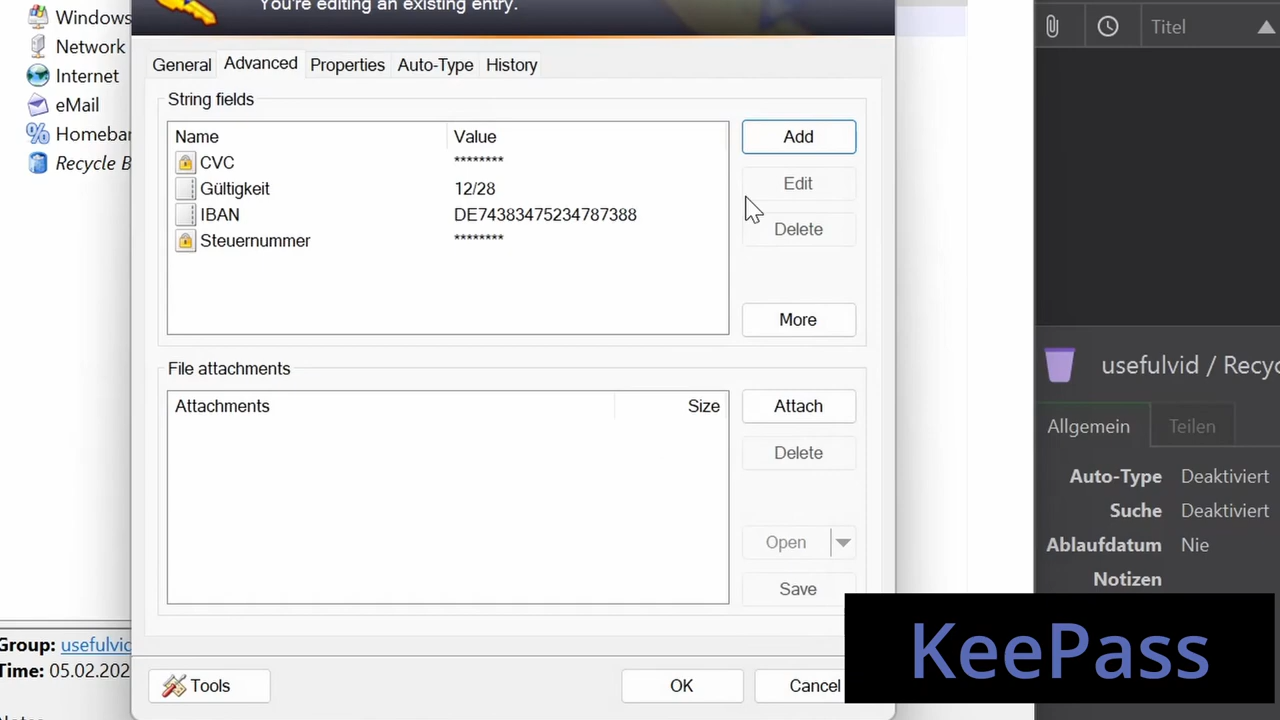 You're editing an existing entry.
Windows
Network
Internet
eMail
Homeban
Recycle B
General
Advanced
Properties
Auto-Type
History
String fields
Name Value
CVC ********
Gültigkeit 12/28
IBAN DE74383475234787388
Steuernummer ********
Add
Edit
Delete
More
File attachments
Attachments Size
Attach
Delete
Open
Save
Tools
OK
Cancel
Group: usefulvid
Time: 05.02.202
Titel
usefulvid / Recyc
Allgemein
Teilen
Auto-Type Deaktiviert
Suche Deaktiviert
Ablaufdatum Nie
Notizen
KeePass